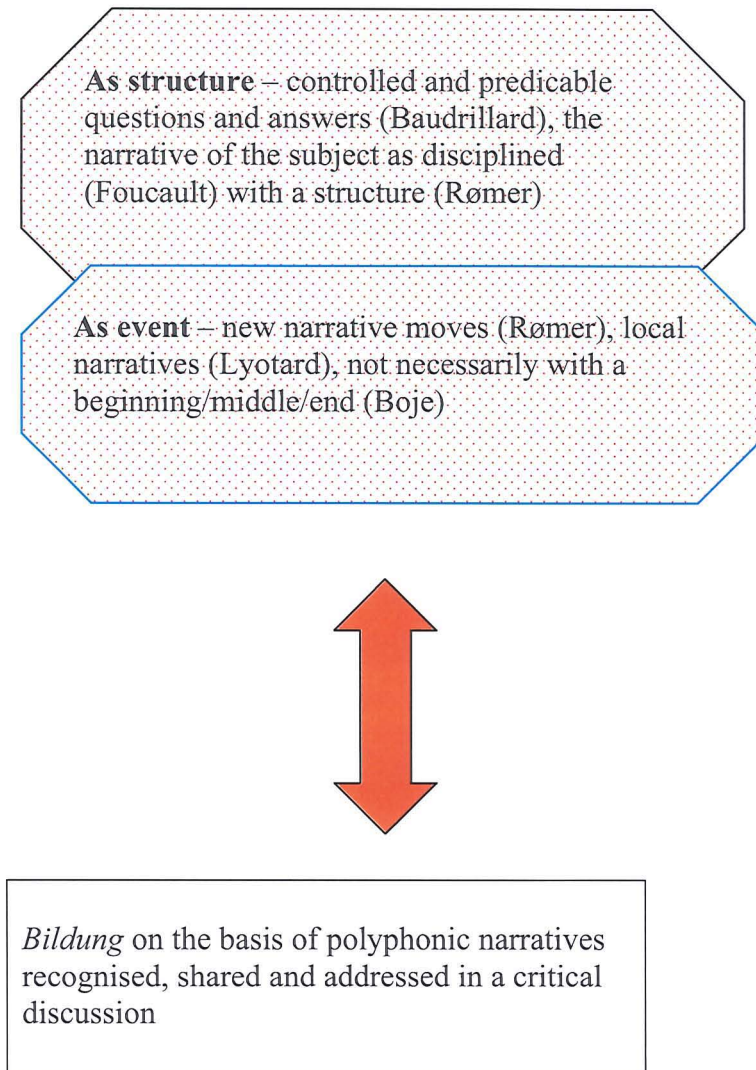 As structure – controlled and predicable
questions and answers (Baudrillard), the
narrative of the subject as disciplined
(Foucault) with a structure (Rømer)
As event – new narrative moves (Rømer), local
narratives (Lyotard), not necessarily with a
beginning/middle/end (Boje)
Bildung on the basis of polyphonic narratives
recognised, shared and addressed in a critical
discussion